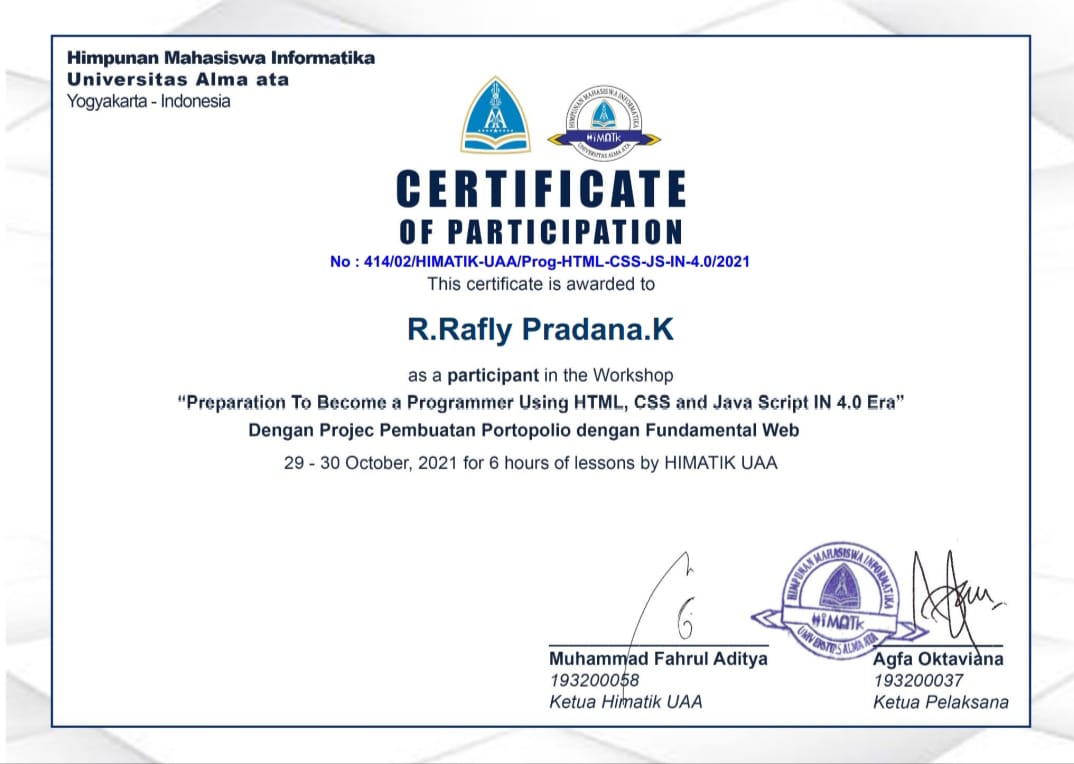 Himpunan Mahasiswa Informatika
Universitas Alma ata
Yogyakarta - Indonesia
HIMPUNAN MAHASISWA INFORMATIKA
HiMATIk
UNIVERSITAS ALMA ATA
CERTIFICATE
OF PARTICIPATION
No : 414/02/HIMATIK-UAA/Prog-HTML-CSS-JS-IN-4.0/2021
This certificate is awarded to
R.Rafly Pradana.K
as a participant in the Workshop
“Preparation To Become a Programmer Using HTML, CSS and Java Script IN 4.0 Era”
Dengan Projec Pembuatan Portopolio dengan Fundamental Web
29 - 30 October, 2021 for 6 hours of lessons by HIMATIK UAA
HIMPUNAN MAHASISWA INFORMATIKA
HiMATIk
UNIVERSITAS ALMA ATA
Muhammad Fahrul Aditya
193200058
Ketua Himatik UAA
Agfa Oktaviana
193200037
Ketua Pelaksana